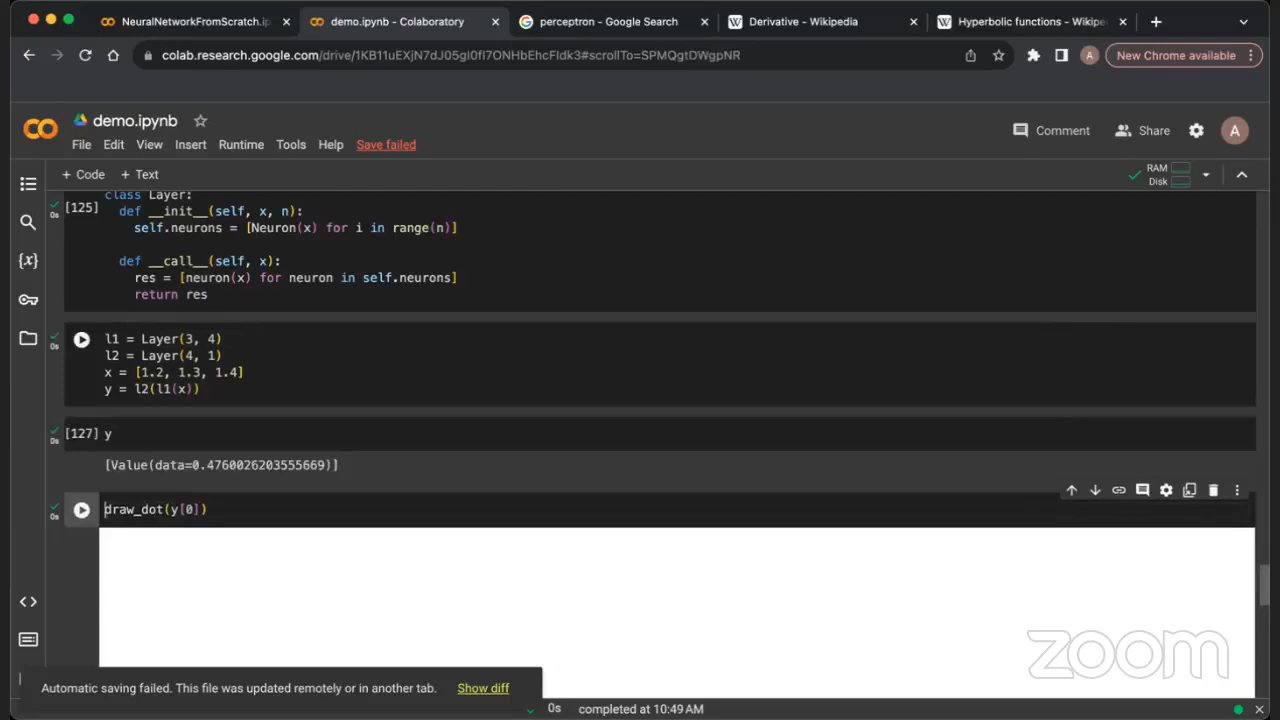 NeuralNetworkFromScratch.ip
demo.ipynb - Colaboratory
perceptron - Google Search
Derivative - Wikipedia
Hyperbolic functions - Wikipe
colab.research.google.com/drive/1KB11uEXjN7dJ05gI0fI7ONHbEhcFIdk3#scrollTo=SPMQgtDWgpNR
A
New Chrome available
CO
demo.ipynb
Comment
Share
A
File Edit View Insert Runtime Tools Help Save failed
+ Code + Text
RAM
Disk
class Layer:
[125]
0s
def __init__(self, x, n):
self.neurons = [Neuron(x) for i in range(n)]
{x}
def __call__(self, x):
res = [neuron(x) for neuron in self.neurons]
return res
0s
l1 = Layer(3, 4)
l2 = Layer(4, 1)
x = [1.2, 1.3, 1.4]
y = l2(l1(x))
[127] y
0s
[Value(data=0.4760026203555669)]
0s
draw_dot(y[0])
zoom
Automatic saving failed. This file was updated remotely or in another tab. Show diff
0s completed at 10:49 AM